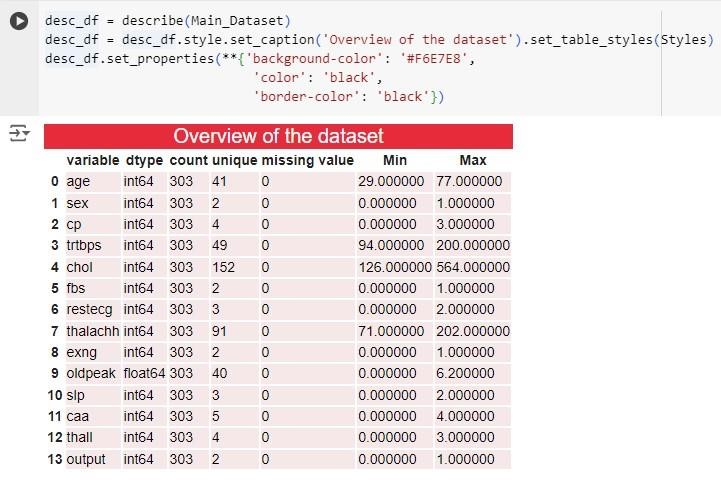 desc_df = describe(Main_Dataset)
desc_df = desc_df.style.set_caption('Overview of the dataset').set_table_styles(Styles)
desc_df.set_properties(**{'background-color': '#F6E7E8',
'color': 'black',
'border-color': 'black'})
Overview of the dataset
variable dtype count unique missing value Min Max
0 age int64 303 41 0 29.000000 77.000000
1 sex int64 303 2 0 0.000000 1.000000
2 cp int64 303 4 0 0.000000 3.000000
3 trtbps int64 303 49 0 94.000000 200.000000
4 chol int64 303 152 0 126.000000 564.000000
5 fbs int64 303 2 0 0.000000 1.000000
6 restecg int64 303 3 0 0.000000 2.000000
7 thalachh int64 303 91 0 71.000000 202.000000
8 exng int64 303 2 0 0.000000 1.000000
9 oldpeak float64 303 40 0 0.000000 6.200000
10 slp int64 303 3 0 0.000000 2.000000
11 caa int64 303 5 0 0.000000 4.000000
12 thall int64 303 4 0 0.000000 3.000000
13 output int64 303 2 0 0.000000 1.000000